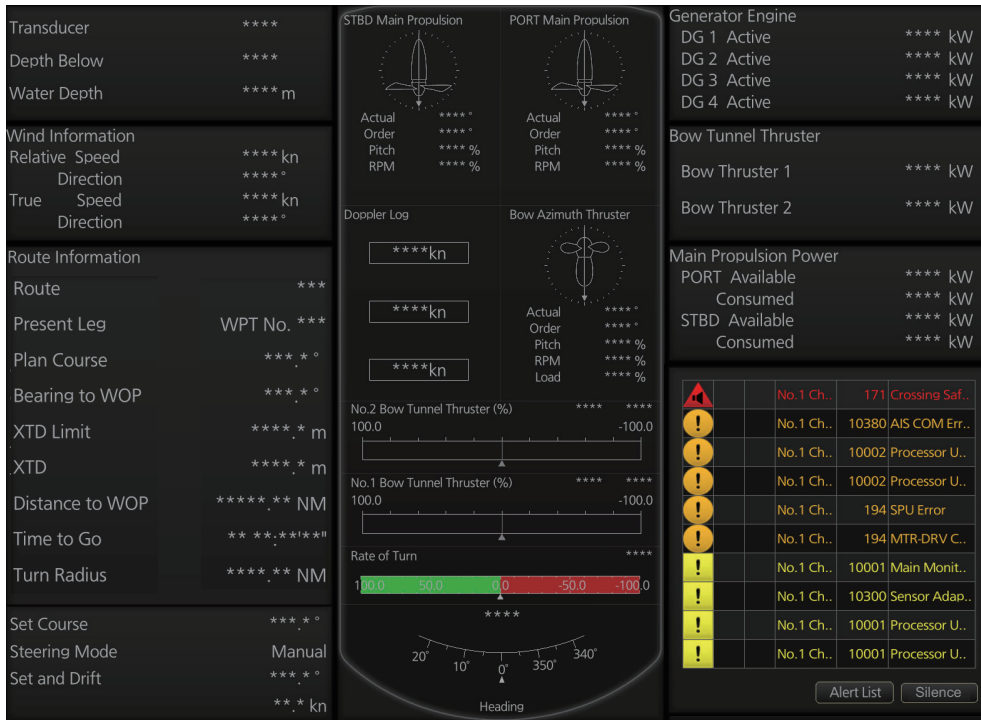 Transducer ****
Depth Below ****
Water Depth **** m
Wind Information
Relative Speed **** kn
Direction **** °
True Speed **** kn
Direction **** °
Route Information
Route ***
Present Leg WPT No. ***
Plan Course ***.* °
Bearing to WOP ***.* °
XTD Limit ****.* m
XTD ****.* m
Distance to WOP *****.** NM
Time to Go ** **:**'**"
Turn Radius ****.** NM
Set Course ***.* °
Steering Mode Manual
Set and Drift ***.* °
**.* kn
STBD Main Propulsion
Actual **** °
Order **** °
Pitch **** %
RPM **** %
PORT Main Propulsion
Actual **** °
Order **** °
Pitch **** %
RPM **** %
Doppler Log
****kn
****kn
****kn
Bow Azimuth Thruster
Actual **** °
Order **** °
Pitch **** %
RPM **** %
Load **** %
No.2 Bow Tunnel Thruster (%) **** ****
100.0 -100.0
No.1 Bow Tunnel Thruster (%) **** ****
100.0 -100.0
Rate of Turn ****
100.0 50.0 0.0 -50.0 -100.0
****
20° 10° 0° 350° 340°
Heading
Generator Engine
DG 1 Active **** kW
DG 2 Active **** kW
DG 3 Active **** kW
DG 4 Active **** kW
Bow Tunnel Thruster
Bow Thruster 1 **** kW
Bow Thruster 2 **** kW
Main Propulsion Power
PORT Available **** kW
Consumed **** kW
STBD Available **** kW
Consumed **** kW
No.1 Ch.. 171 Crossing Saf..
! No.1 Ch.. 10380 AIS COM Err..
! No.1 Ch.. 10002 Processor U..
! No.1 Ch.. 10002 Processor U..
! No.1 Ch.. 194 SPU Error
! No.1 Ch.. 194 MTR-DRV C..
! No.1 Ch.. 10001 Main Monit..
! No.1 Ch.. 10300 Sensor Adap..
! No.1 Ch.. 10001 Processor U..
! No.1 Ch.. 10001 Processor U..
Alert List Silence